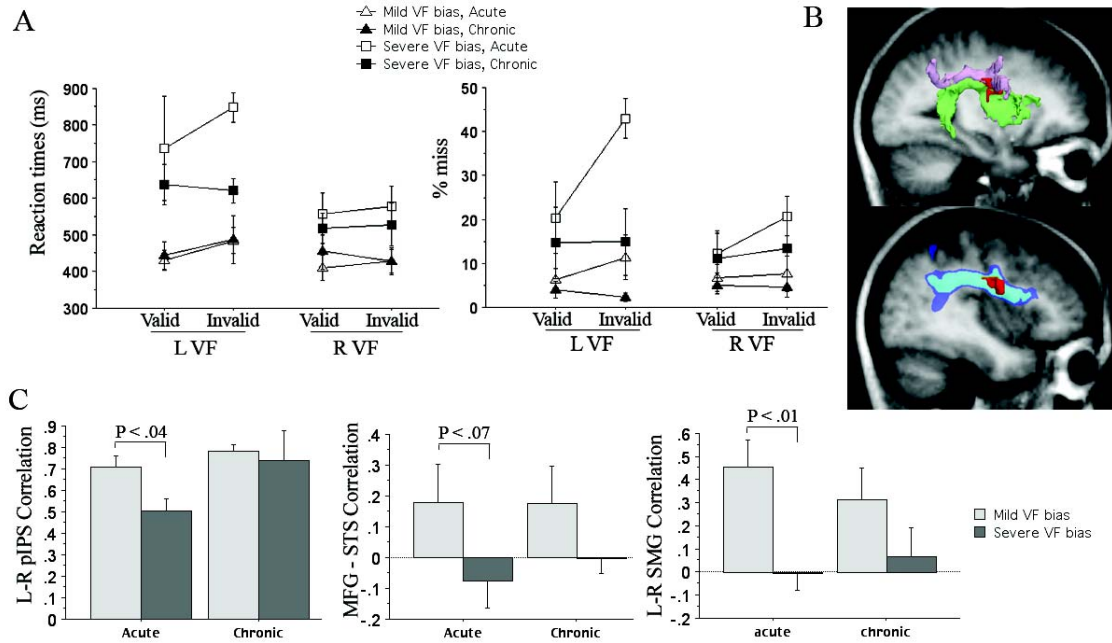 A
Mild VF bias, Acute
Mild VF bias, Chronic
Severe VF bias, Acute
Severe VF bias, Chronic
B
Reaction times (ms)
900
800
700
600
500
400
300
Valid Invalid Valid Invalid
L VF R VF
% miss
50
40
30
20
10
0
Valid Invalid Valid Invalid
L VF R VF
C
L-R pIPS Correlation
.9
.8
.7
.6
.5
.4
.3
.2
.1
0
P < .04
Acute Chronic
MFG - STS Correlation
.4
.3
.2
.1
0
-.1
-.2
P < .07
Acute Chronic
L-R SMG Correlation
.6
.5
.4
.3
.2
.1
0
-.1
-.2
P < .01
acute chronic
Mild VF bias
Severe VF bias